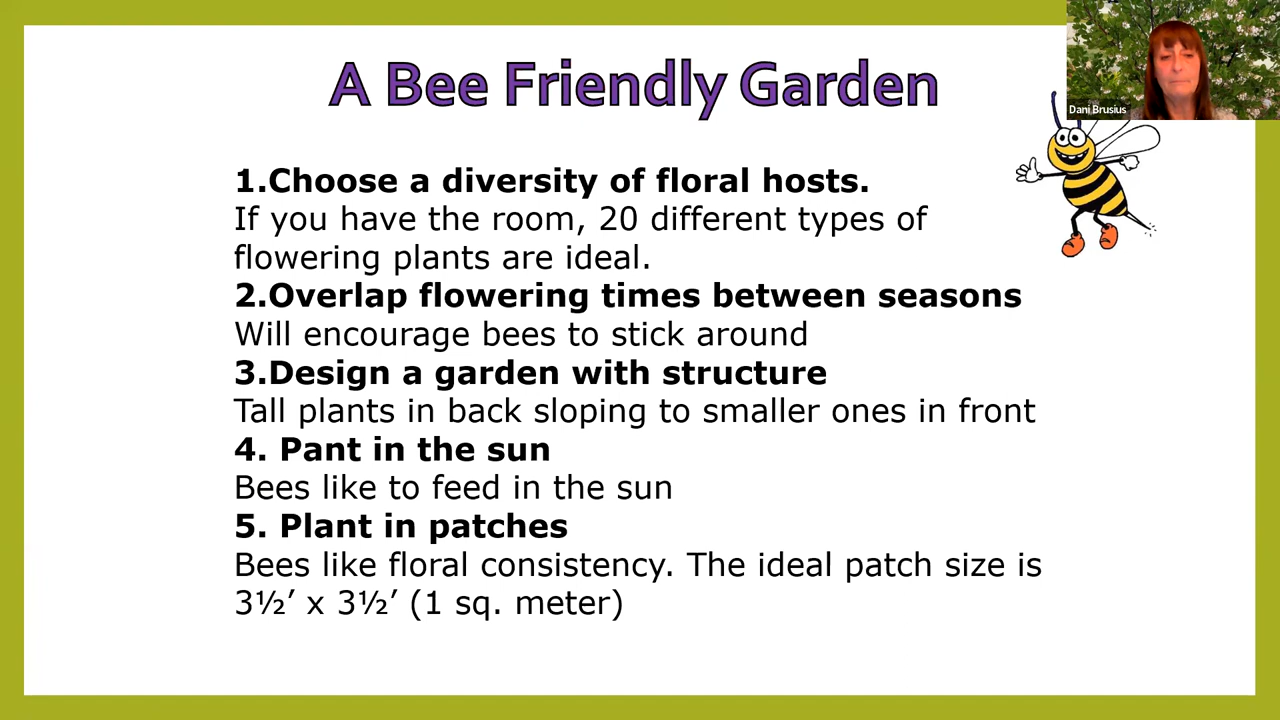 A Bee Friendly Garden
Dani Brusius
1.Choose a diversity of floral hosts.
If you have the room, 20 different types of
flowering plants are ideal.
2.Overlap flowering times between seasons
Will encourage bees to stick around
3.Design a garden with structure
Tall plants in back sloping to smaller ones in front
4. Pant in the sun
Bees like to feed in the sun
5. Plant in patches
Bees like floral consistency. The ideal patch size is
3½’ x 3½’ (1 sq. meter)